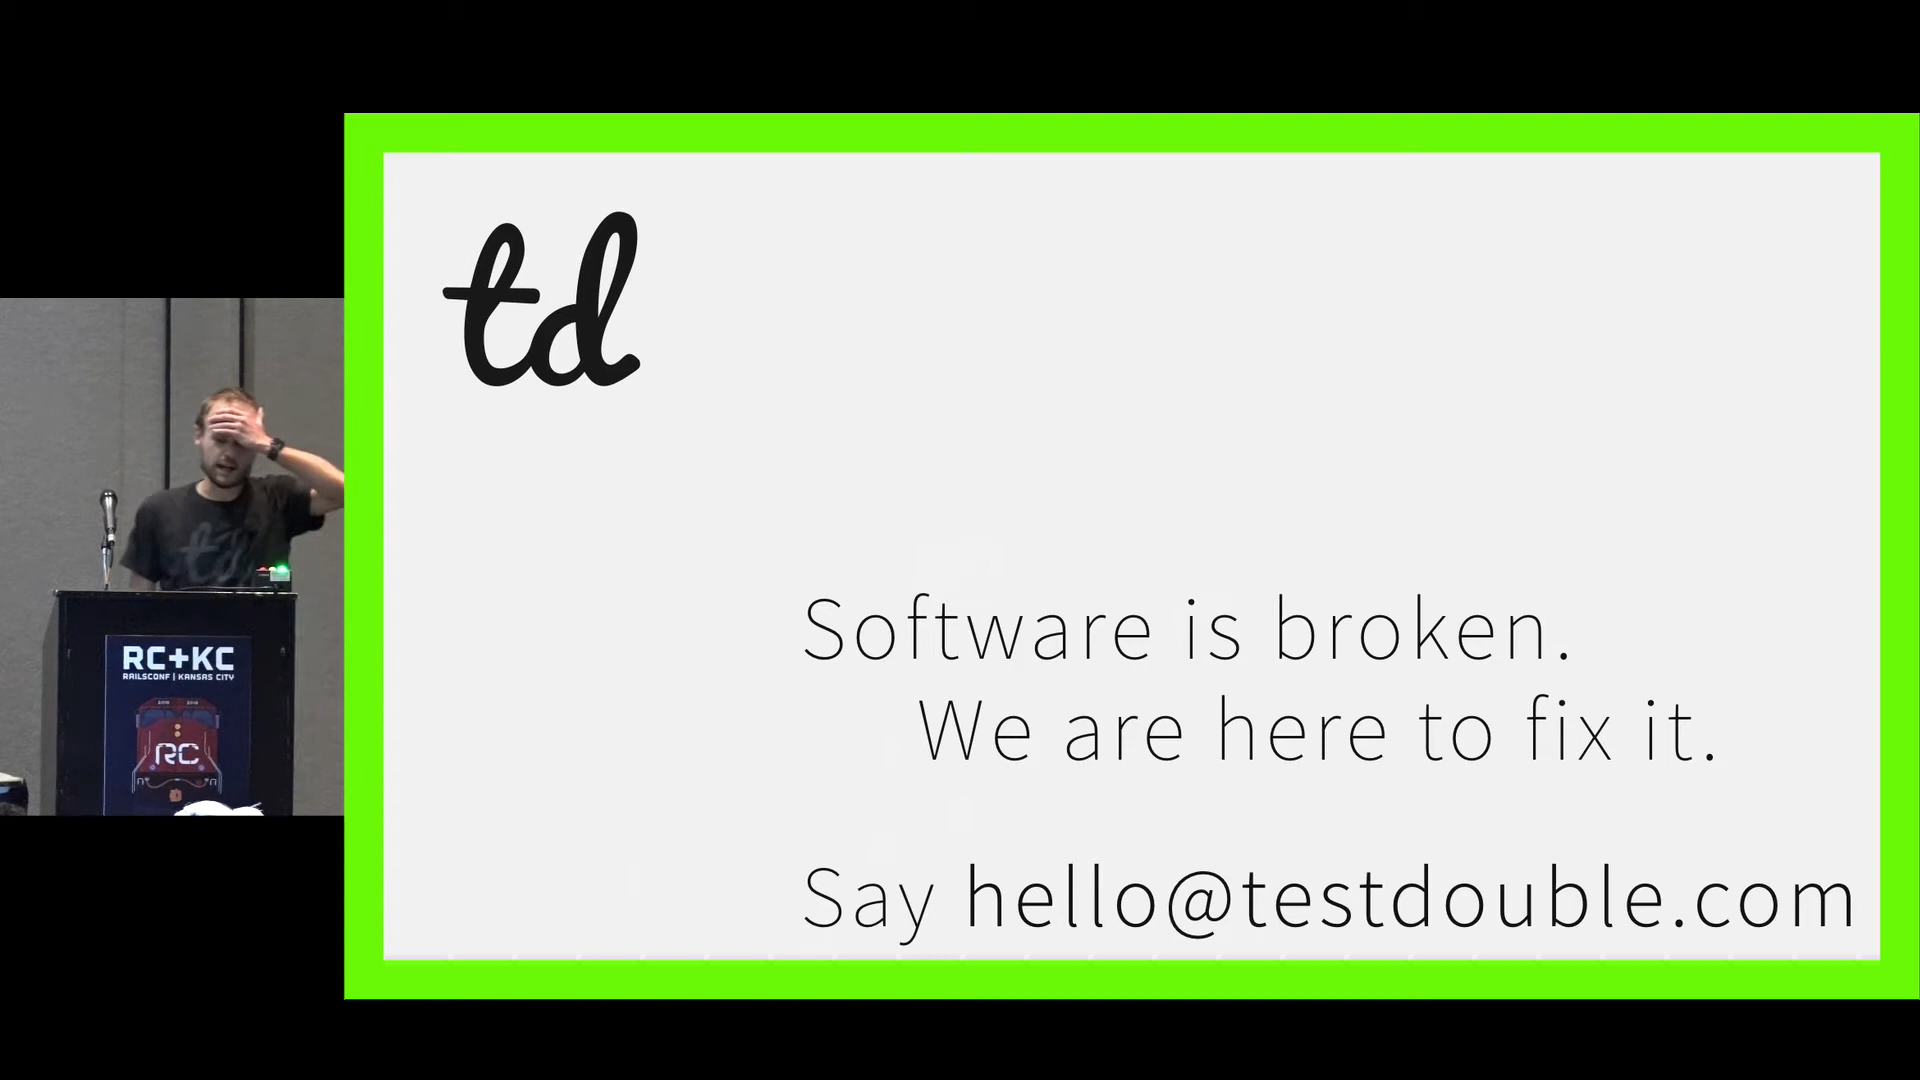 td
Software is broken.
We are here to fix it.
Say hello@testdouble.com
td
RC+KC
RAILSCONF | KANSAS CITY
RC